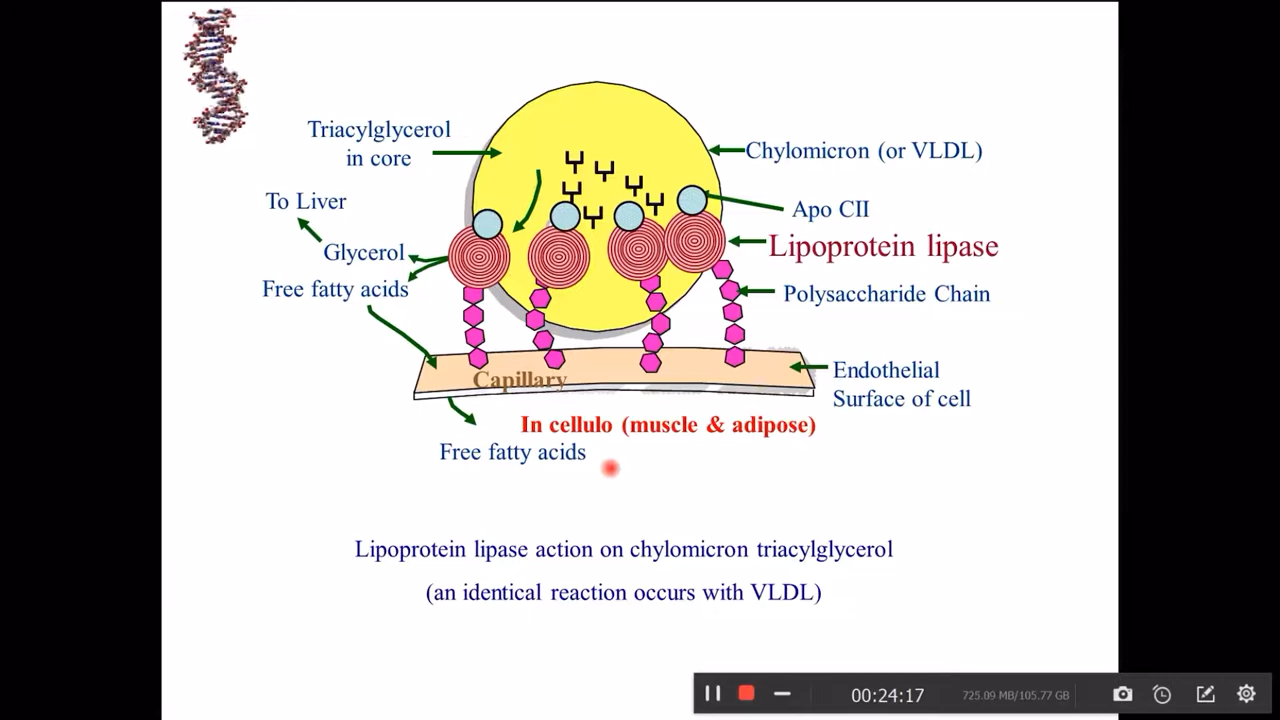 Triacylglycerol
in core
Chylomicron (or VLDL)
To Liver
Apo CII
Glycerol
Lipoprotein lipase
Free fatty acids
Polysaccharide Chain
Capillary
Endothelial
Surface of cell
In cellulo (muscle & adipose)
Free fatty acids
Lipoprotein lipase action on chylomicron triacylglycerol
(an identical reaction occurs with VLDL)
00:24:17
725.09 MB/105.77 GB